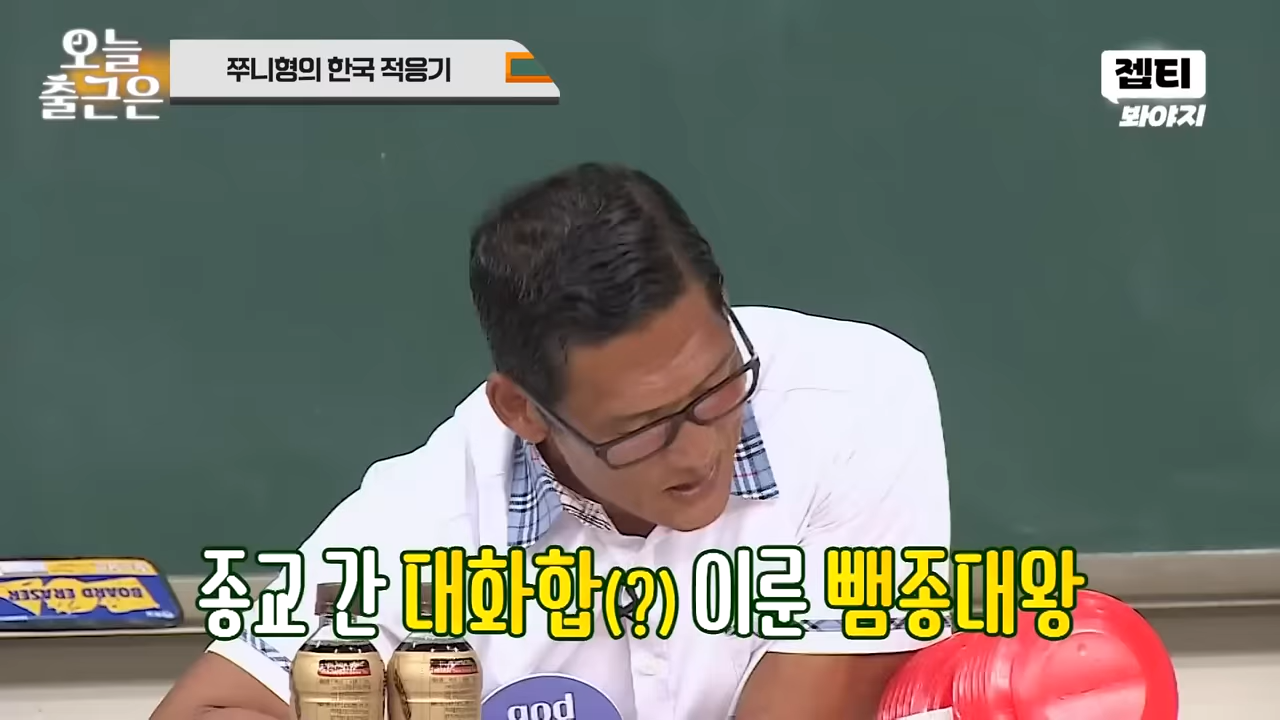 오늘
출근은
쭈니형의 한국 적응기
젭티
봐야지
종교 간 대화합(?) 이룬 뺌종대왕
BOARD ERASER
god